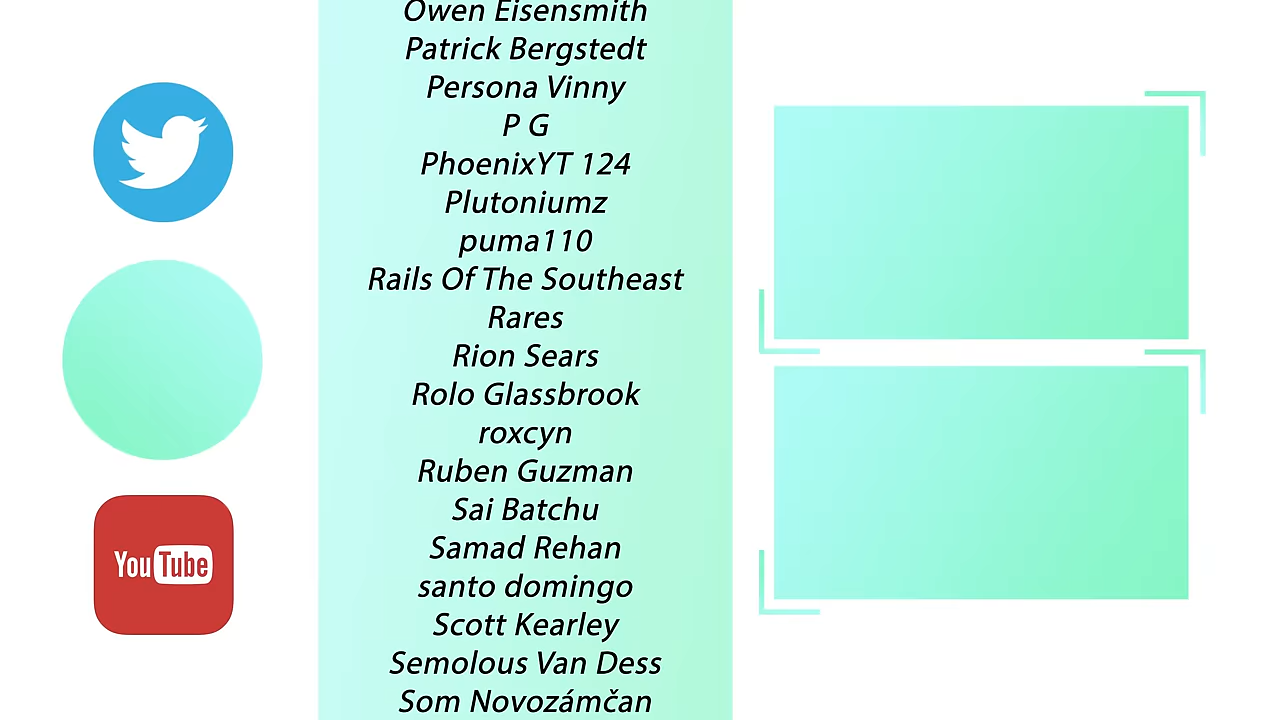 Owen Eisensmith
Patrick Bergstedt
Persona Vinny
P G
PhoenixYT 124
Plutoniumz
puma110
Rails Of The Southeast
Rares
Rion Sears
Rolo Glassbrook
roxcyn
Ruben Guzman
Sai Batchu
Samad Rehan
santo domingo
Scott Kearley
Semolous Van Dess
Som Novozámčan
YouTube